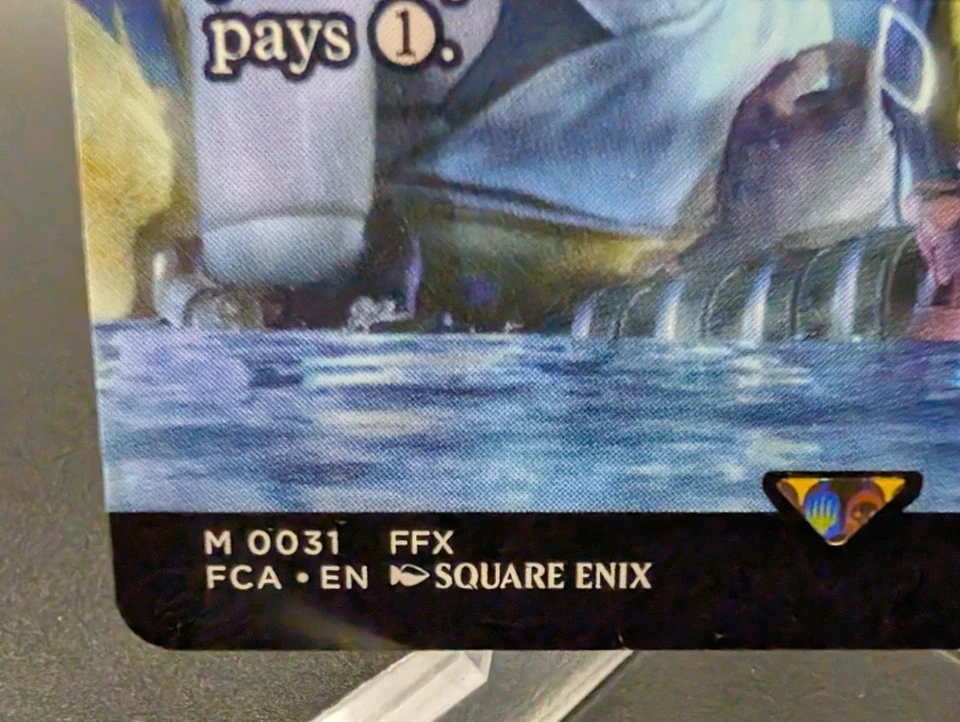 pays 1.
M 0031 FFX
FCA • EN SQUARE ENIX